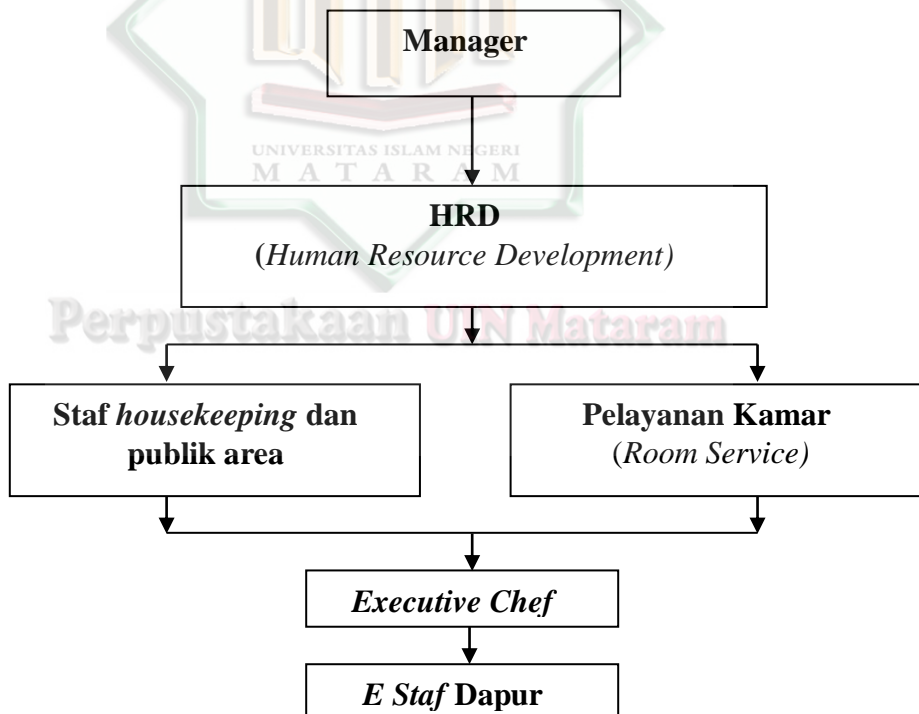 Manager
UNIVERSITAS ISLAM NEGERI
MATARAM
HRD
(Human Resource Development)
Perpustakaan UIN Mataram
Staf housekeeping dan
publik area
Pelayanan Kamar
(Room Service)
Executive Chef
E Staf Dapur